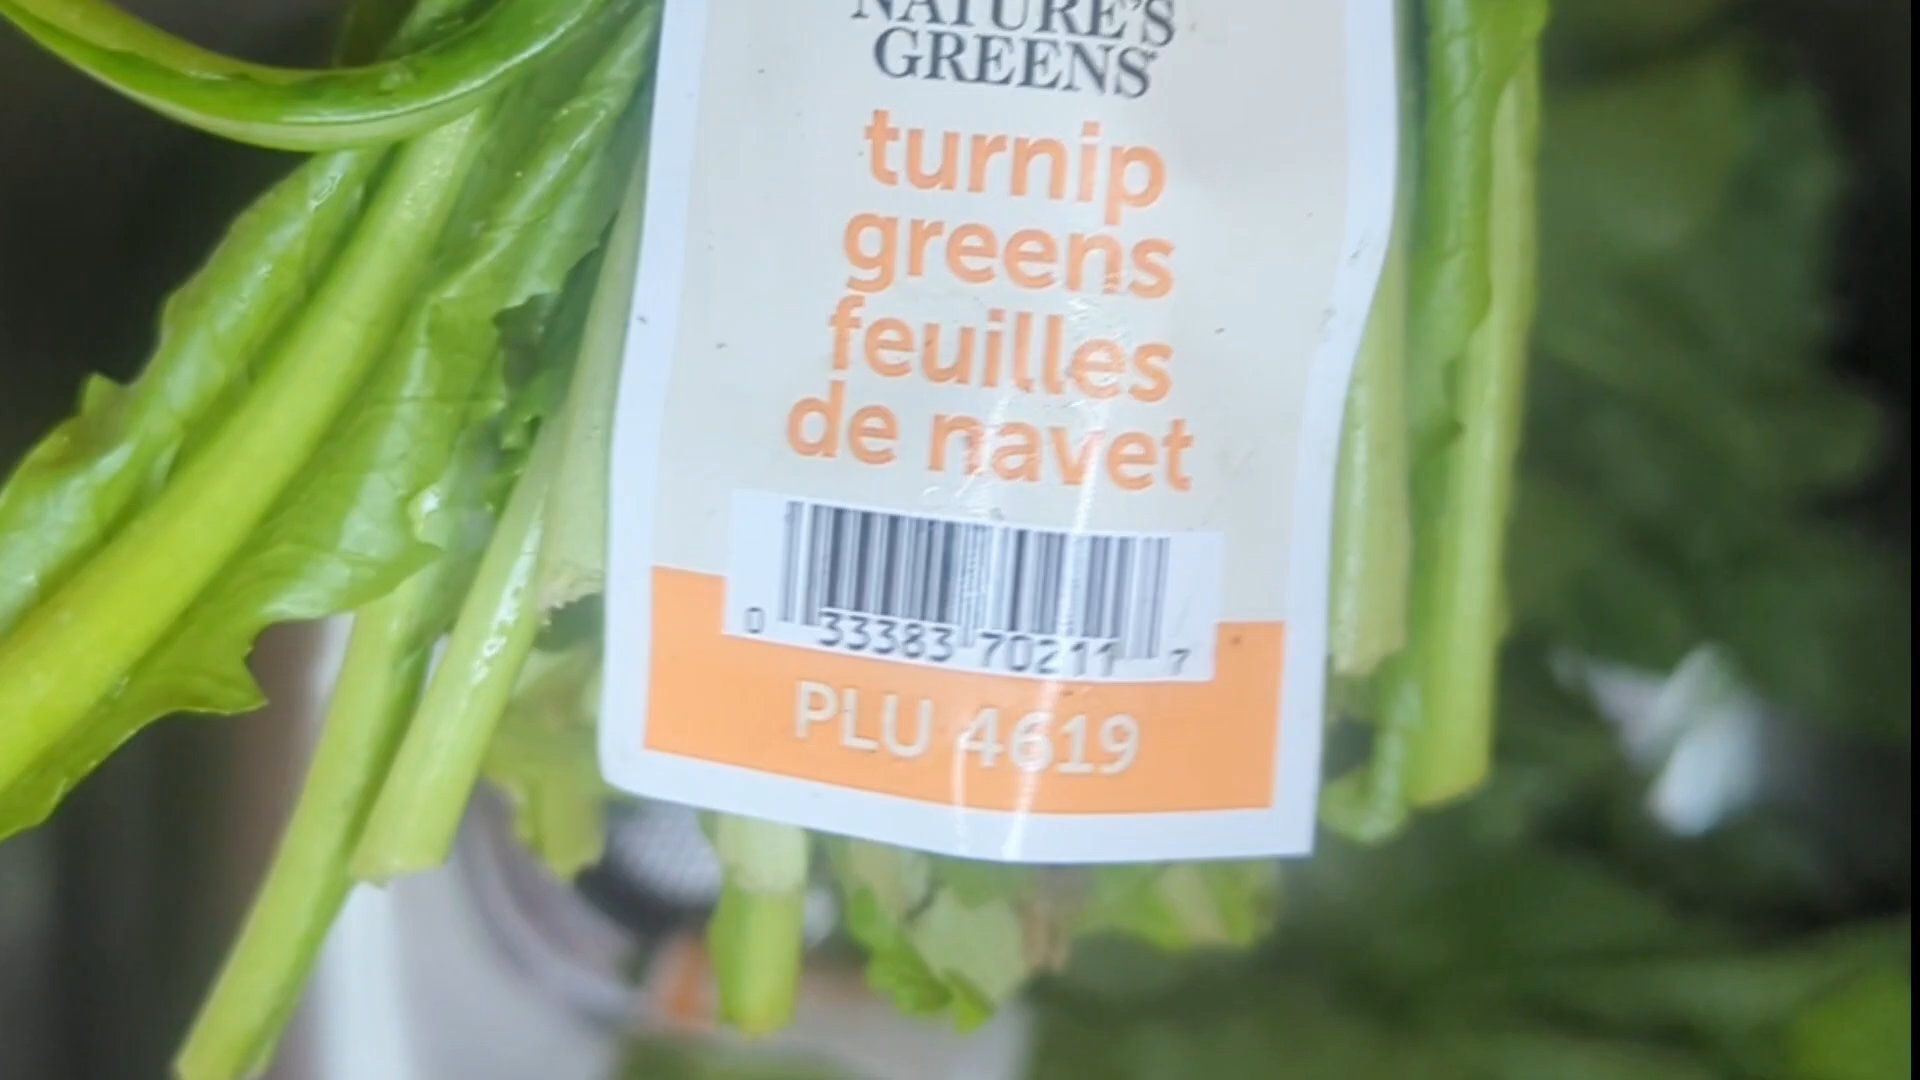 NATURE'S
GREENS
turnip
greens
feuilles
de navet
0 33383 70211 7
PLU 4619